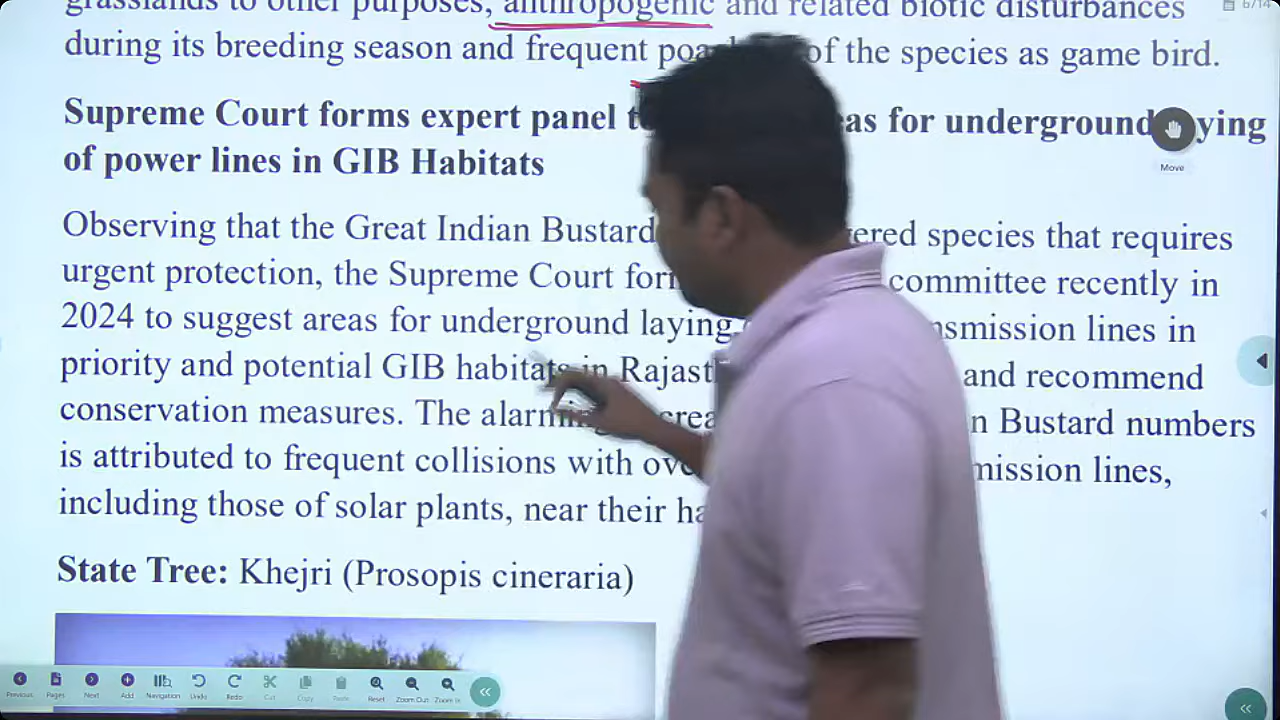 grasslands to other purposes, anthropogenic and related biotic disturbances
during its breeding season and frequent of the species as game bird.
Supreme Court forms expert panel for underground
of power lines in GIB Habitats
Observing that the Great Indian Bustard species that requires
urgent protection, the Supreme Court committee recently in
2024 to suggest areas for underground laying lines in
priority and potential GIB habitats in and recommend
conservation measures. The Bustard numbers
is attributed to frequent collisions with lines,
including those of solar plants, near their
State Tree: Khejri (Prosopis cineraria)
6/14
Move
Previous
Pages
Next
Add
Navigation
Undo
Redo
Cut
Copy
Paste
Reset
Zoom Out
Zoom In